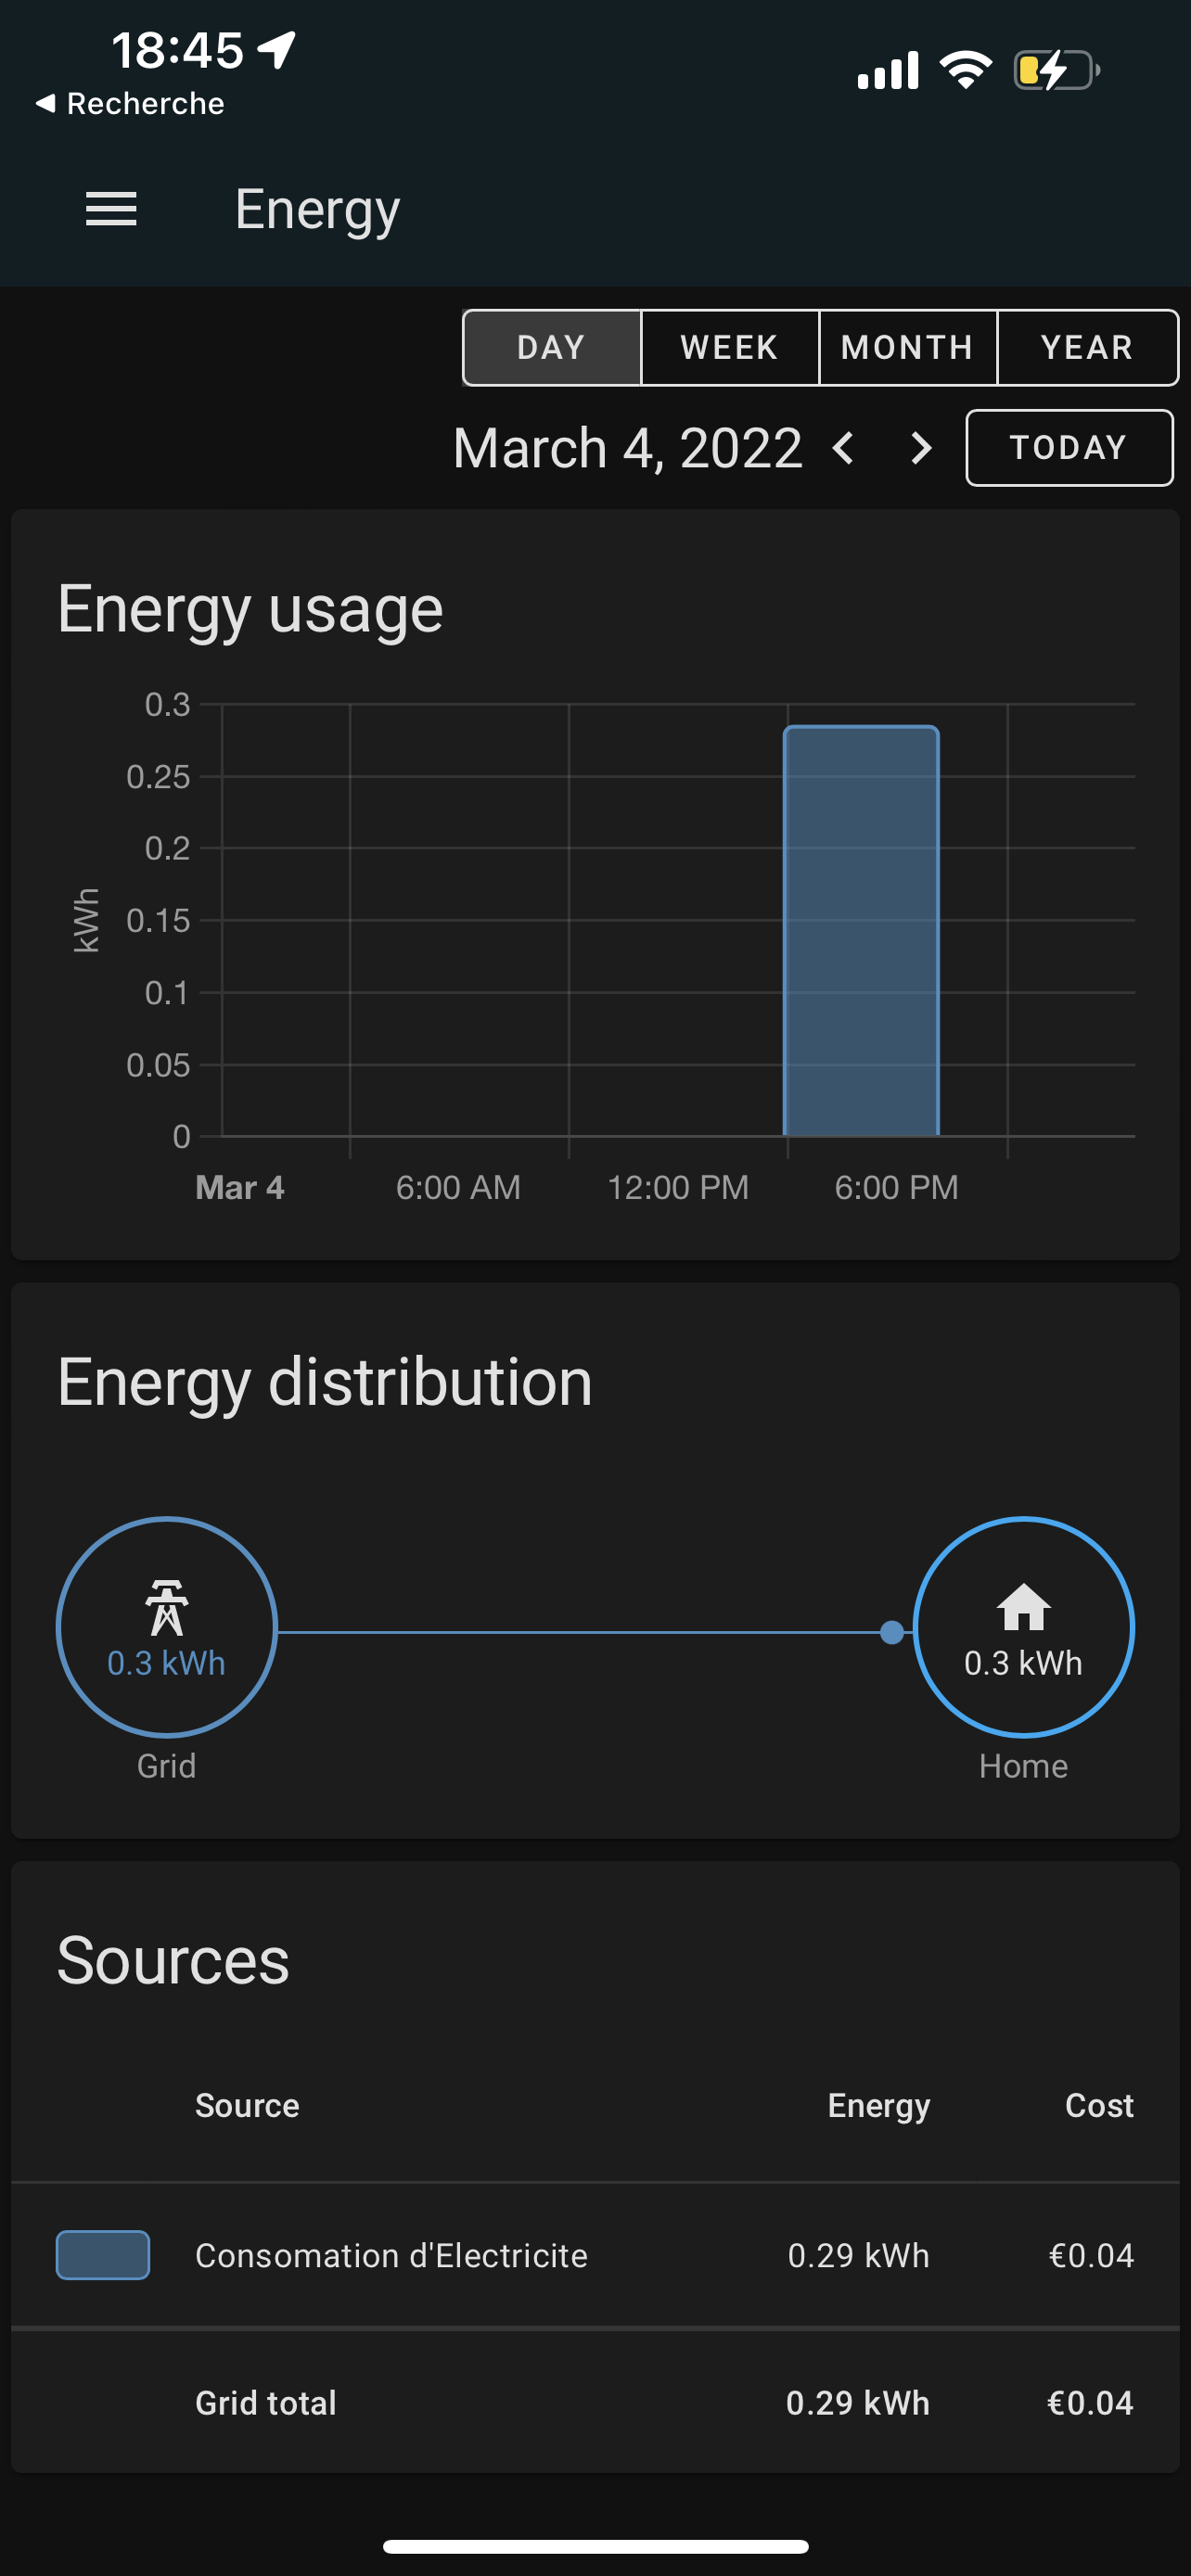 18:45
Recherche
Energy
DAY WEEK MONTH YEAR
March 4, 2022 TODAY
Energy usage
0.3
0.25
0.2
0.15
0.1
0.05
0
kWh
Mar 4 6:00 AM 12:00 PM 6:00 PM
Energy distribution
0.3 kWh 0.3 kWh
Grid Home
Sources
Source Energy Cost
Consomation d'Electricite 0.29 kWh €0.04
Grid total 0.29 kWh €0.04